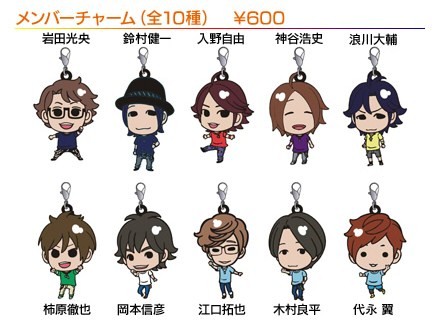 メンバーチャーム（全10種） ￥600
岩田光央 鈴村健一 入野自由 神谷浩史 浪川大輔
柿原徹也 岡本信彦 江口拓也 木村良平 代永 翼